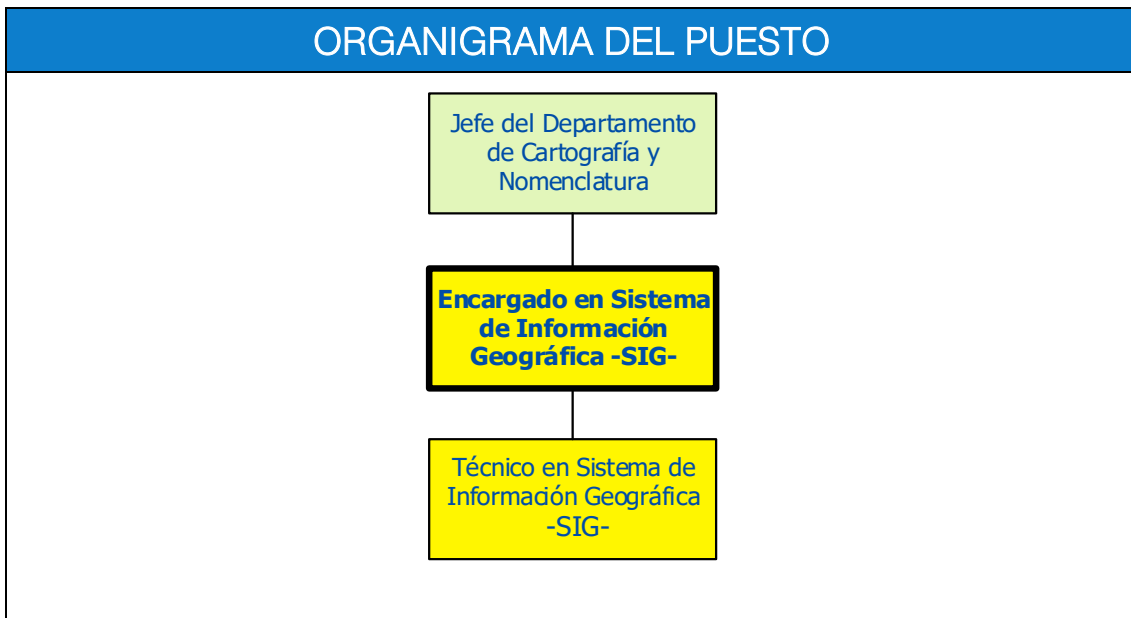 ORGANIGRAMA DEL PUESTO
Jefe del Departamento
de Cartografía y
Nomenclatura
Encargado en Sistema
de Información
Geográfica -SIG-
Técnico en Sistema de
Información Geográfica
-SIG-